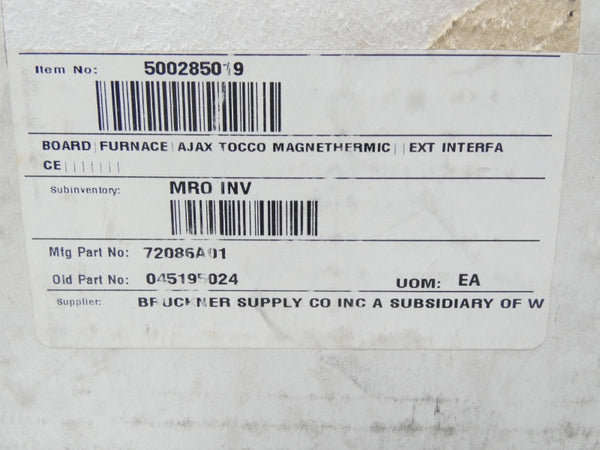 Item No: 500285019
BOARD|FURNACE|AJAX TOCCO MAGNETHERMIC||EXT INTERFA
CE|||||||
Subinventory: MRO INV
Mfg Part No: 72086A01
Old Part No: 045195024 UOM: EA
Supplier: BRUCKNER SUPPLY CO INC A SUBSIDIARY OF W